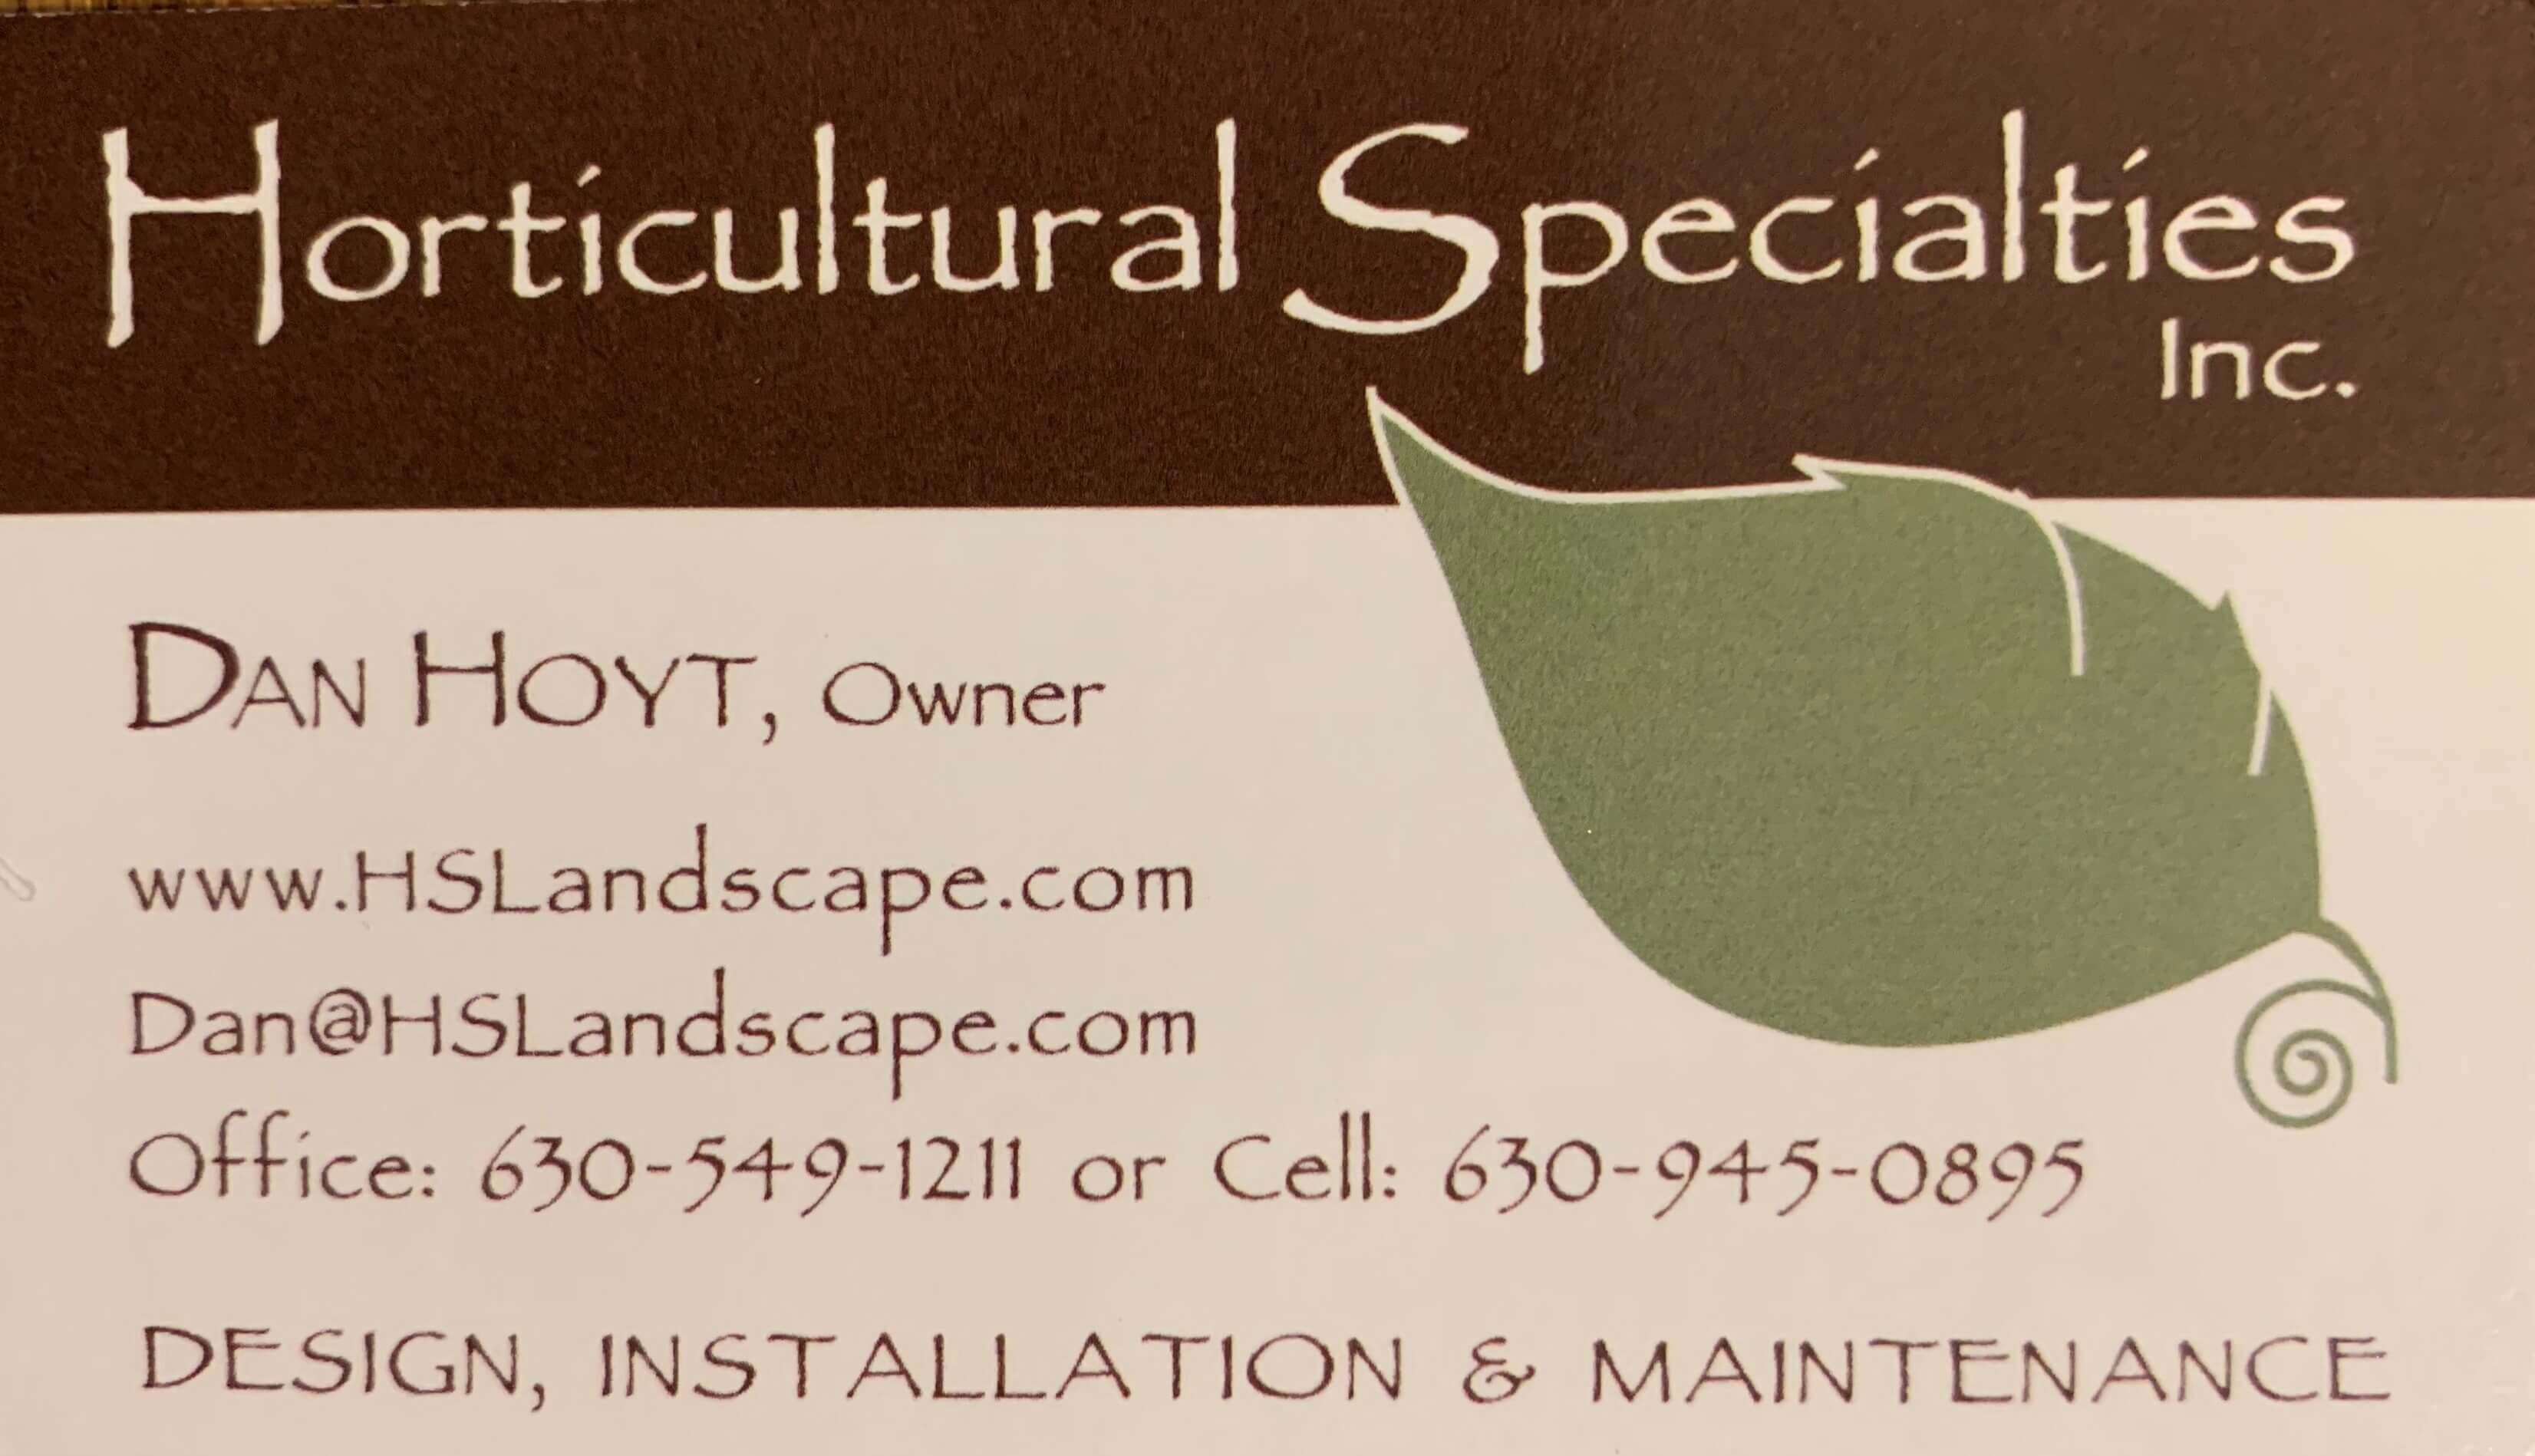 Horticultural Specialties
Inc.
DAN HOYT, Owner
www.HSLandscape.com
Dan@HSLandscape.com
Office: 630-549-1211 or Cell: 630-945-0895
DESIGN, INSTALLATION & MAINTENANCE